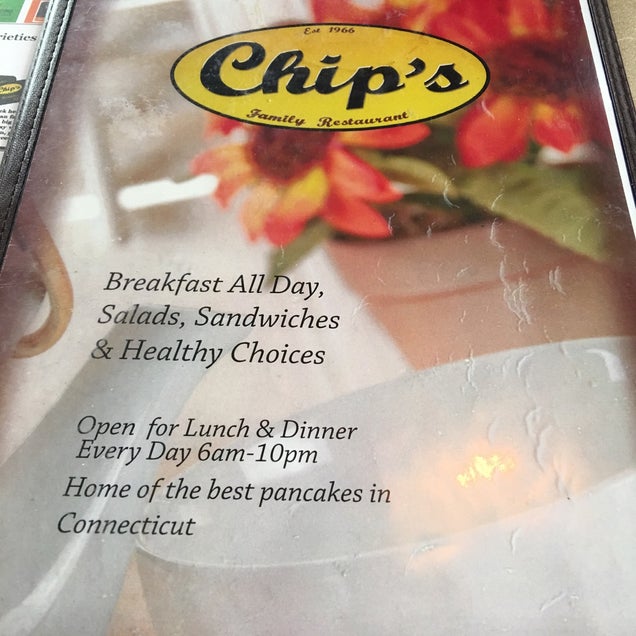 rieties
Est 1966
Chip's
Family Restaurant
Breakfast All Day,
Salads, Sandwiches
& Healthy Choices
Open for Lunch & Dinner
Every Day 6am-10pm
Home of the best pancakes in
Connecticut